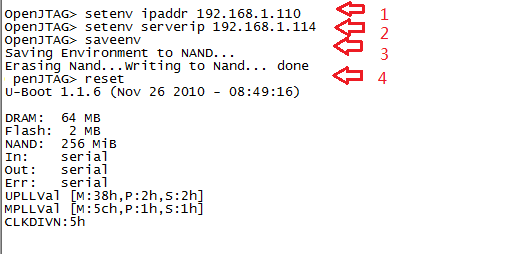 OpenJTAG> setenv ipaddr 192.168.1.110 1
OpenJTAG> setenv serverip 192.168.1.114 2
OpenJTAG> saveenv
Saving Environment to NAND... 3
Erasing Nand...Writing to Nand... done
penJTAG> reset 4
U-Boot 1.1.6 (Nov 26 2010 - 08:49:16)
DRAM: 64 MB
Flash: 2 MB
NAND: 256 MiB
In: serial
Out: serial
Err: serial
UPLLVal [M:38h,P:2h,S:2h]
MPLLVal [M:5ch,P:1h,S:1h]
CLKDIVN:5h